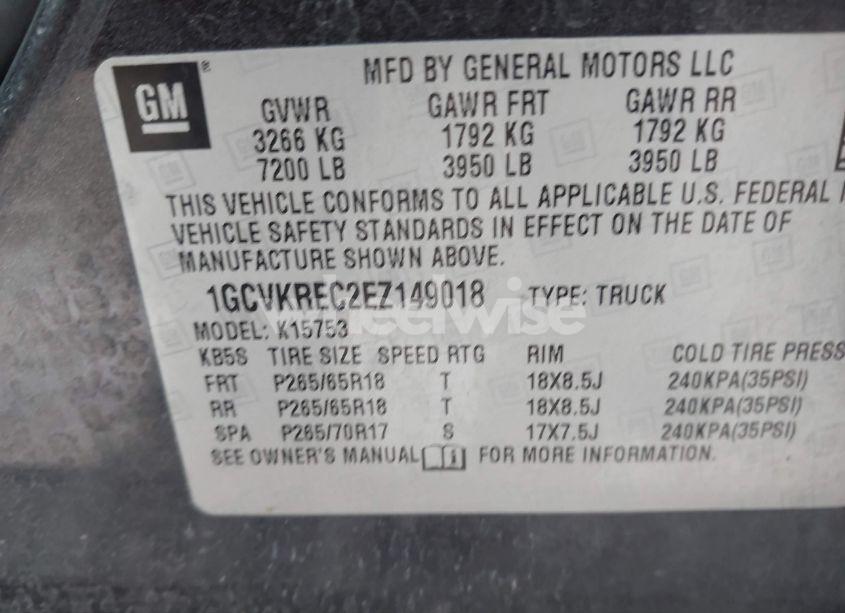 GM
®
MFD BY GENERAL MOTORS LLC
GVWR GAWR FRT GAWR RR
3266 KG 1792 KG 1792 KG
7200 LB 3950 LB 3950 LB
THIS VEHICLE CONFORMS TO ALL APPLICABLE U.S. FEDERAL
VEHICLE SAFETY STANDARDS IN EFFECT ON THE DATE OF
MANUFACTURE SHOWN ABOVE.
1GCVKREC2EZ149018 TYPE: TRUCK
wheelwise
MODEL: K15753
KB5S TIRE SIZE SPEED RTG RIM COLD TIRE PRESS
FRT P265/65R18 T 18X8.5J 240KPA(35PSI)
RR P265/65R18 T 18X8.5J 240KPA(35PSI)
SPA P265/70R17 S 17X7.5J 240KPA(35PSI)
SEE OWNER'S MANUAL i FOR MORE INFORMATION.